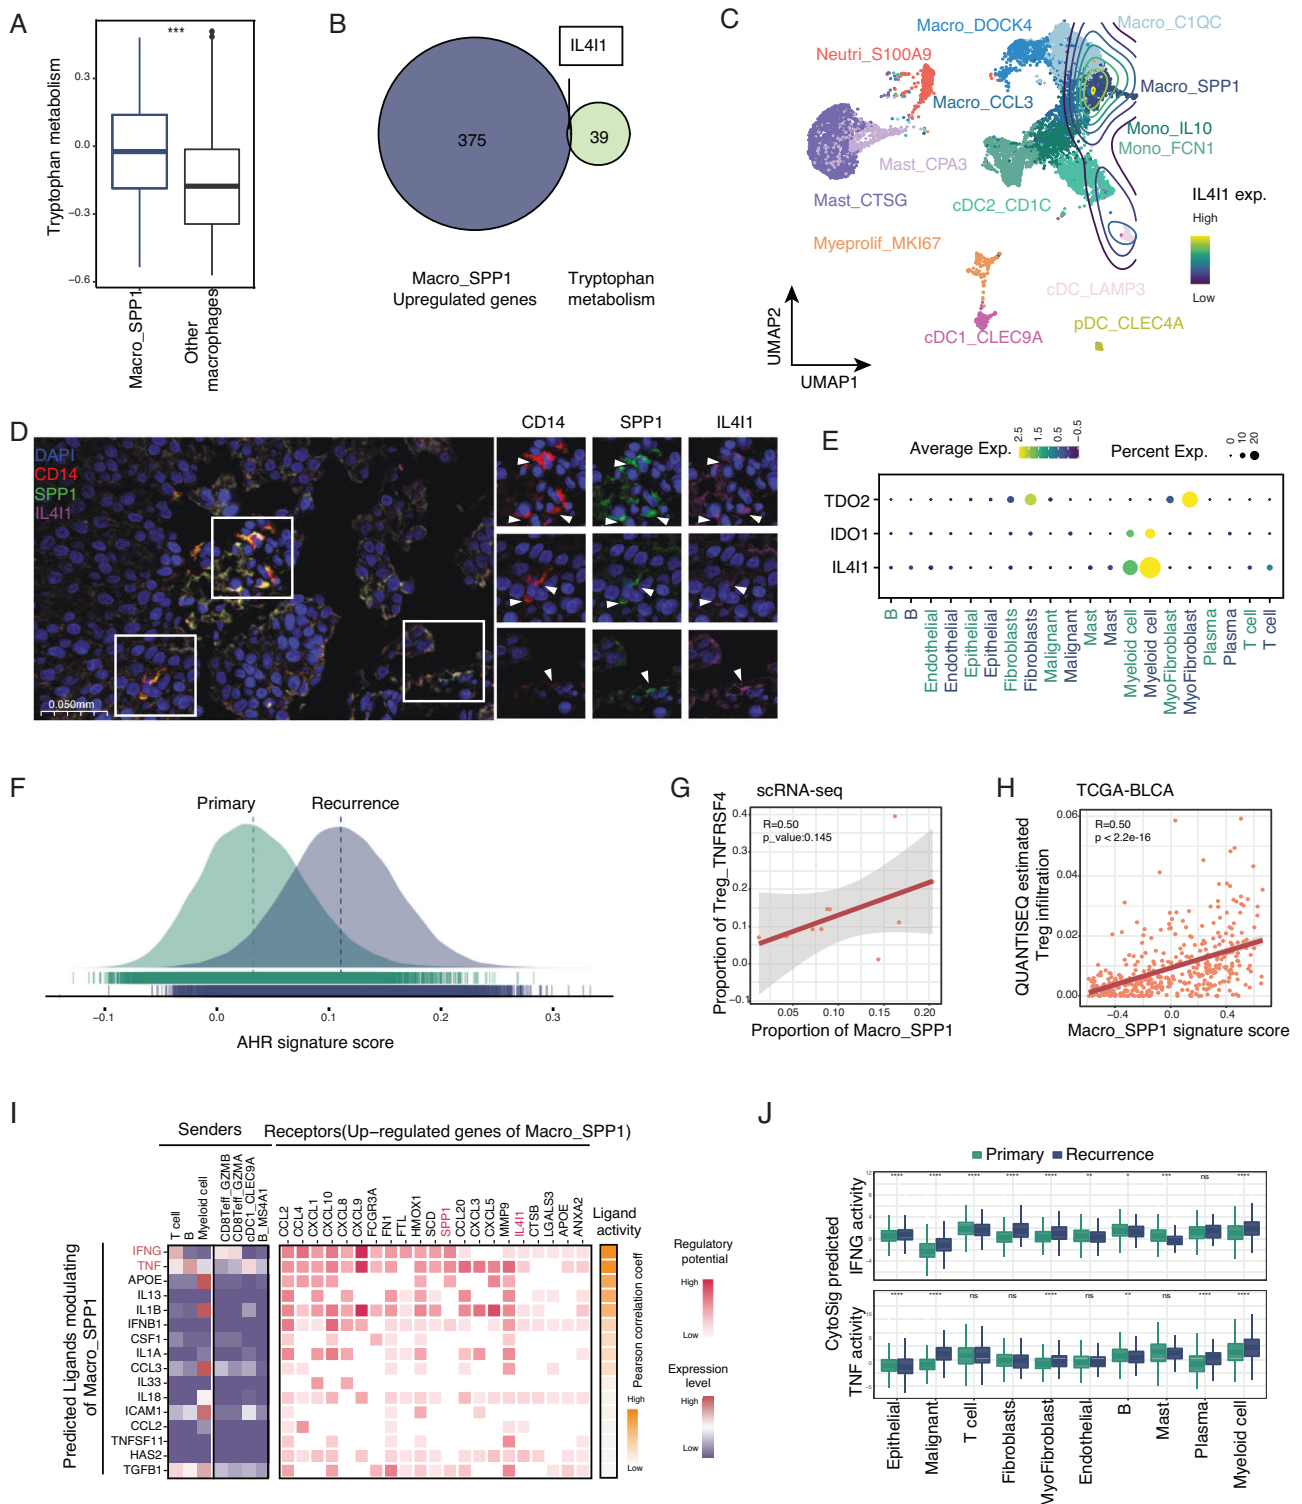 A
***
Tryptophan metabolism
0.3
0.0
−0.3
−0.6
Macro_SPP1
Other
macrophages
B
IL4I1
375
39
Macro_SPP1
Upregulated genes
Tryptophan
metabolism
C
Macro_DOCK4
Macro_C1QC
Neutri_S100A9
Macro_CCL3
Macro_SPP1
Mono_IL10
Mono_FCN1
Mast_CPA3
Mast_CTSG
cDC2_CD1C
Myeprolif_MKI67
cDC_LAMP3
cDC1_CLEC9A
pDC_CLEC4A
IL4I1 exp.
High
Low
UMAP2
UMAP1
D
DAPI
CD14
SPP1
IL4I1
0.050mm
CD14
SPP1
IL4I1
E
Average Exp.
2.5
1.5
0.5
−0.5
Percent Exp.
0
10
20
TDO2
IDO1
IL4I1
B
B
Endothelial
Endothelial
Epithelial
Epithelial
Fibroblasts
Fibroblasts
Malignant
Malignant
Mast
Mast
Myeloid cell
Myeloid cell
MyoFibroblast
MyoFibroblast
Plasma
Plasma
T cell
T cell
F
Primary
Recurrence
−0.1
0.0
0.1
0.2
0.3
AHR signature score
G
scRNA-seq
R=0.50
p_value:0.145
Proportion of Treg_TNFRSF4
0.4
0.3
0.2
0.1
0.0
−0.1
0.05
0.10
0.15
0.20
Proportion of Macro_SPP1
H
TCGA-BLCA
R=0.50
p < 2.2e-16
QUANTISEQ estimated
Treg infiltration
0.06
0.04
0.02
0.00
−0.4
0.0
0.4
Macro_SPP1 signature score
I
Senders
Receptors(Up−regulated genes of Macro_SPP1)
T cell
B
Myeloid cell
CD8Teff_GZMB
CD8Teff_GZMA
cDC1_CLEC9A
B_MS4A1
CCL2
CCL4
CXCL1
CXCL10
CXCL8
CXCL9
FCGR3A
FN1
FTL
HMOX1
SCD
SPP1
CCL20
CXCL3
CXCL5
MMP9
IL4I1
CTSB
LGALS3
APOE
ANXA2
Ligand
activity
Predicted Ligands modulating
of Macro_SPP1
IFNG
TNF
APOE
IL13
IL1B
IFNB1
CSF1
IL1A
CCL3
IL33
IL18
ICAM1
CCL2
TNFSF11
HAS2
TGFB1
Pearson correlation coeff
High
Low
Regulatory
potential
High
Low
Expression
level
High
Low
J
Primary
Recurrence
CytoSig predicted
IFNG activity
TNF activity
12
8
4
0
−4
**** **** **** **** **** ** * *** ns ****
10
5
0
−5
**** **** ns ns **** ns ** ns **** ****
Epithelial
Malignant
T cell
Fibroblasts
MyoFibroblast
Endothelial
B
Mast
Plasma
Myeloid cell